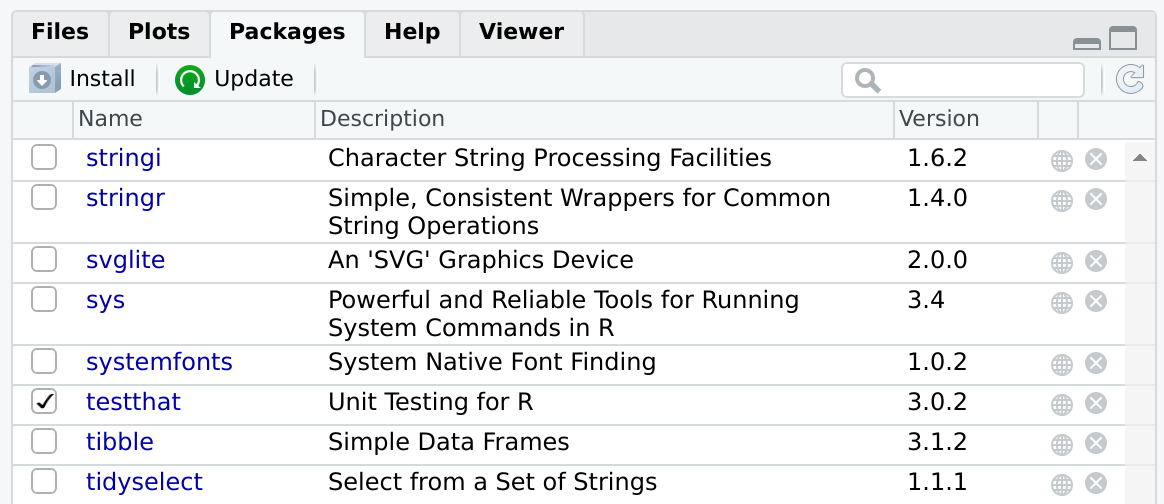 Files Plots Packages Help Viewer
Install Update
Name Description Version
stringi Character String Processing Facilities 1.6.2
stringr Simple, Consistent Wrappers for Common 1.4.0
String Operations
svglite An 'SVG' Graphics Device 2.0.0
sys Powerful and Reliable Tools for Running 3.4
System Commands in R
systemfonts System Native Font Finding 1.0.2
testthat Unit Testing for R 3.0.2
tibble Simple Data Frames 3.1.2
tidyselect Select from a Set of Strings 1.1.1